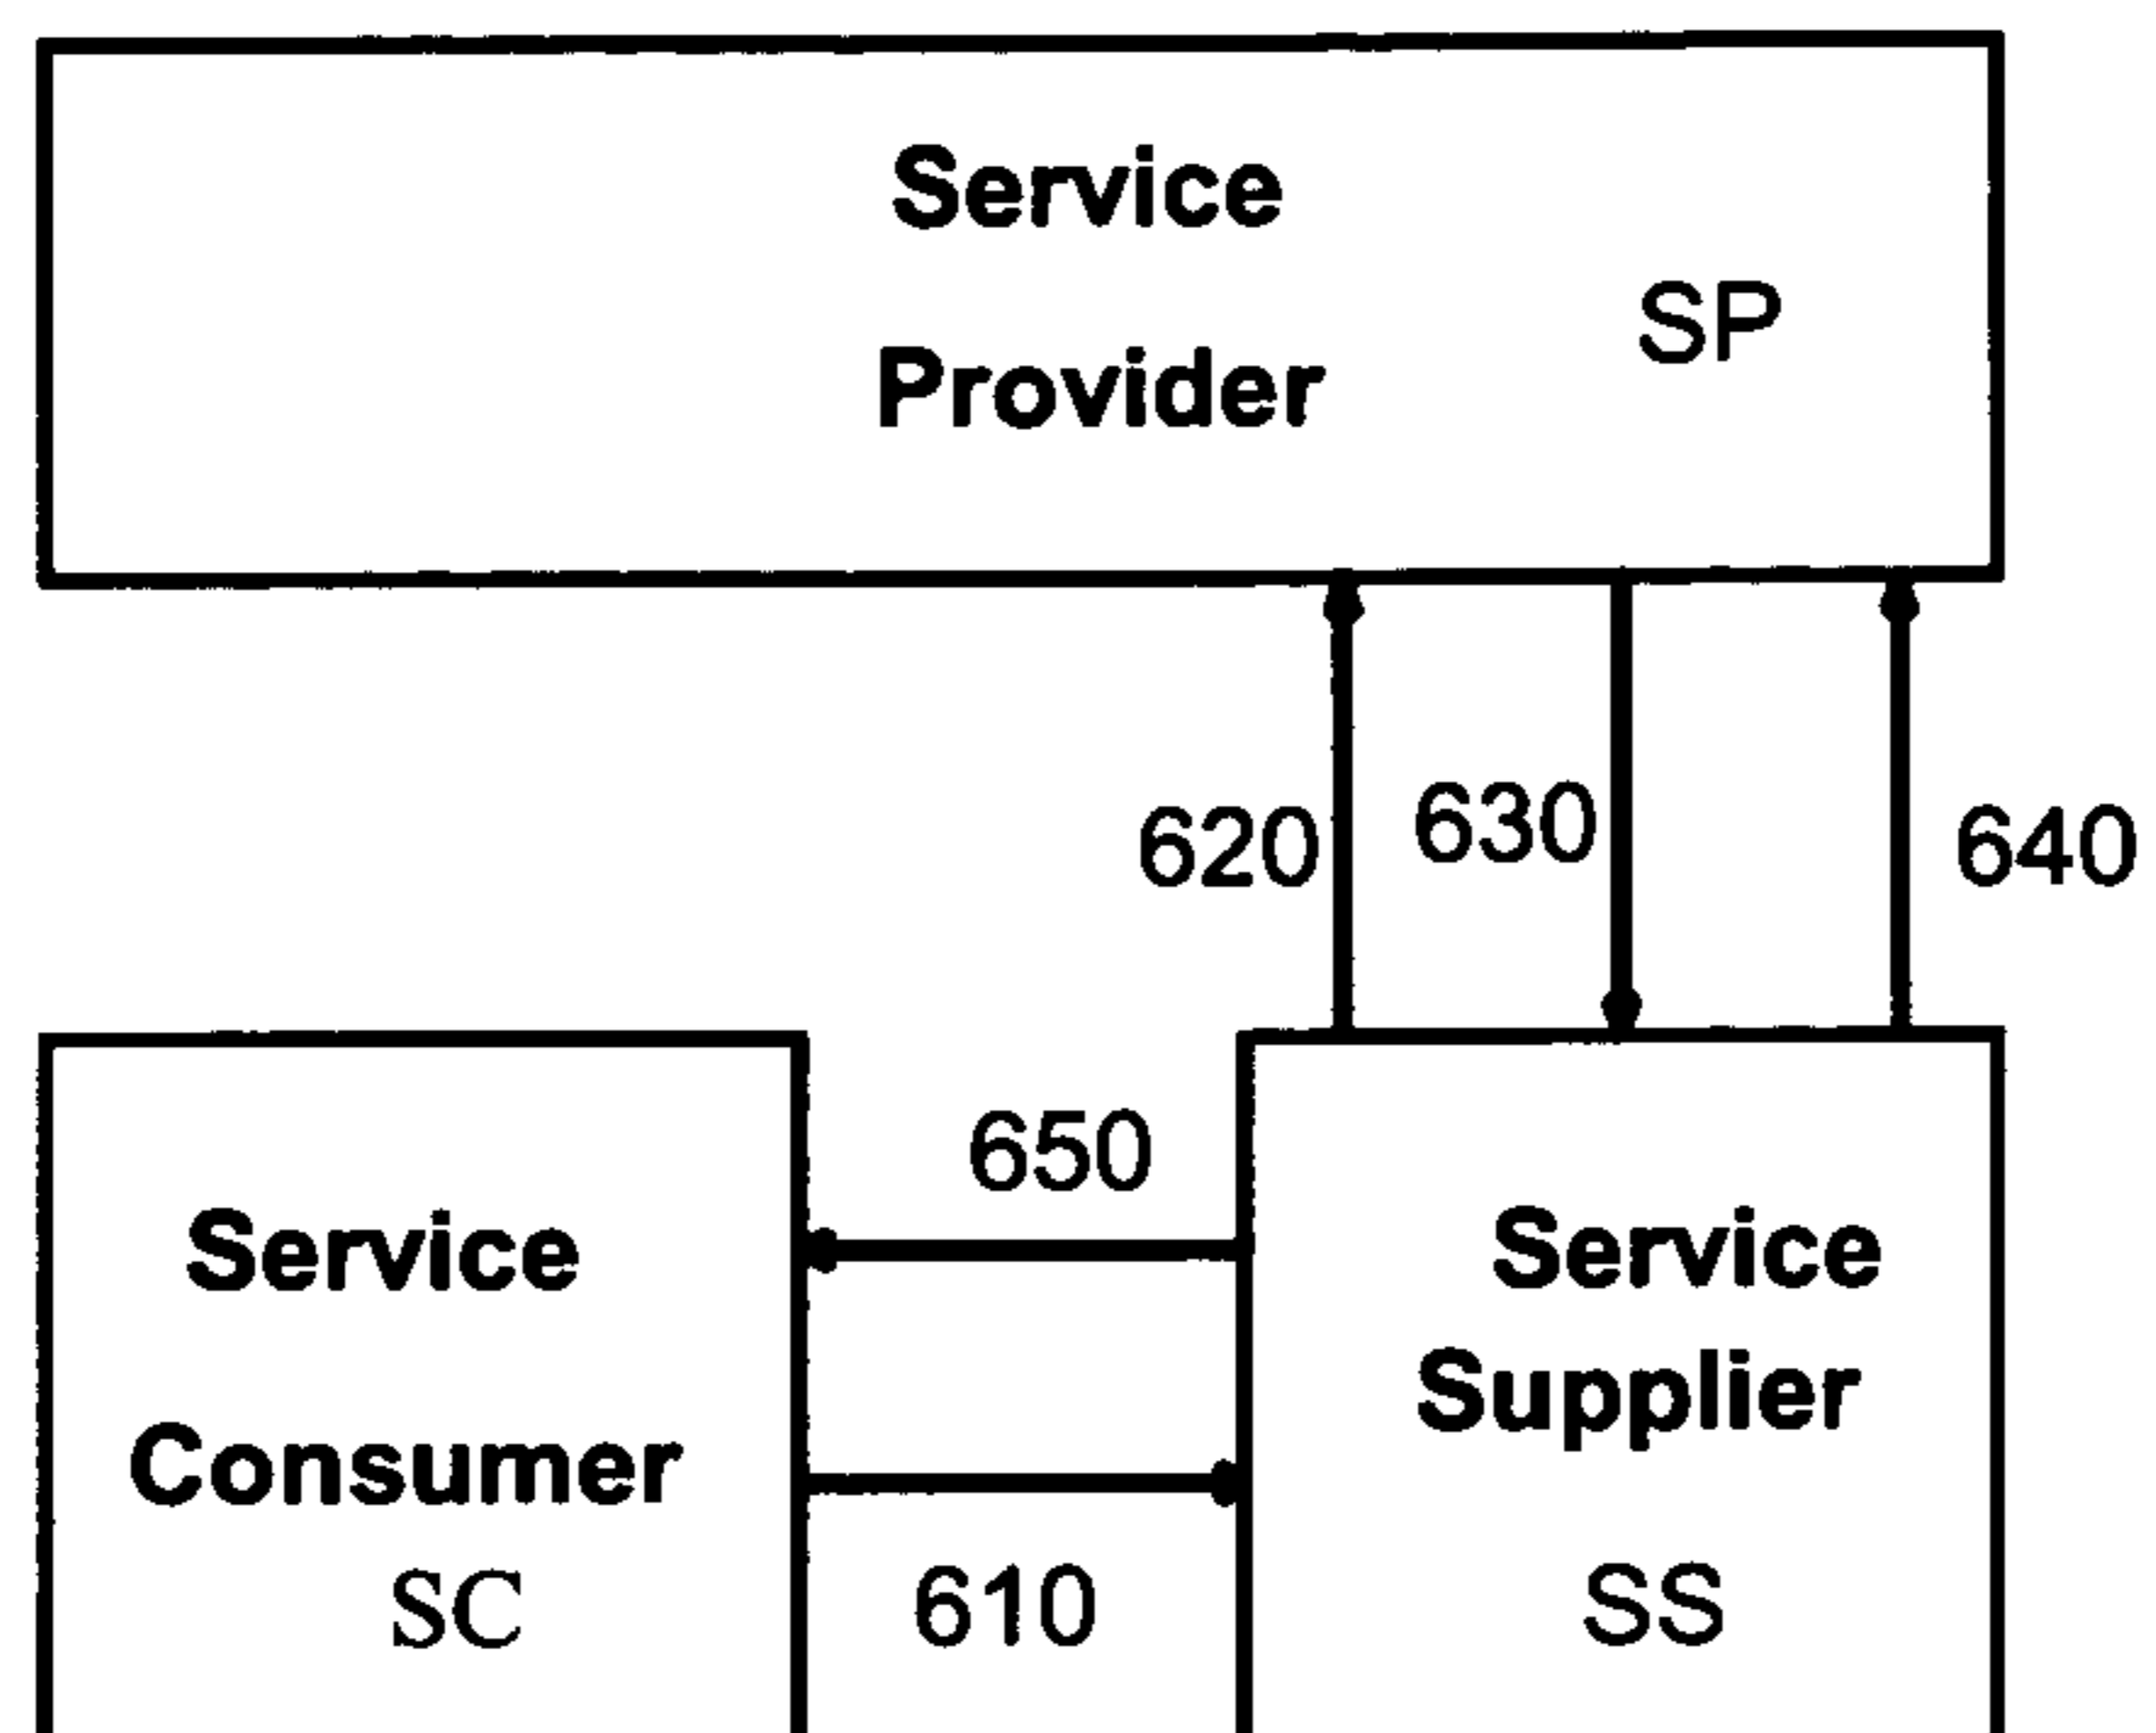 Service
Provider
SP
620
630
640
650
Service
Consumer
SC
610
Service
Supplier
SS